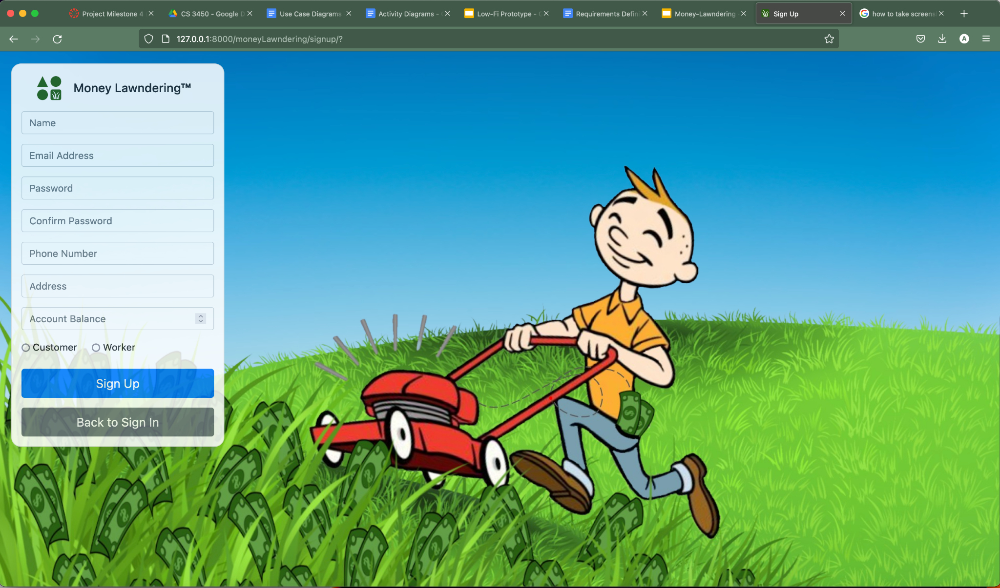 Project Milestone 4
CS 3450 - Google D
Use Case Diagrams
Activity Diagrams -
Low-Fi Prototype -
Requirements Defin
Money-Lawndering
Sign Up
how to take screens
127.0.0.1:8000/moneyLawndering/signup/?
A
Money Lawndering™
Name
Email Address
Password
Confirm Password
Phone Number
Address
Account Balance
Customer Worker
Sign Up
Back to Sign In